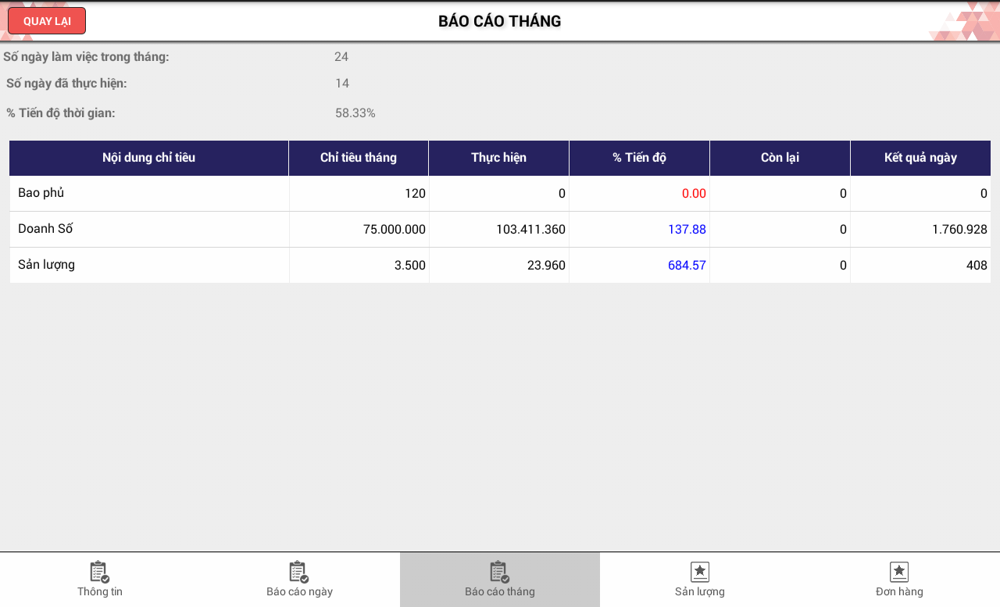 QUAY LẠI
BÁO CÁO THÁNG
Số ngày làm việc trong tháng: 24
Số ngày đã thực hiện: 14
% Tiến độ thời gian: 58.33%
Nội dung chỉ tiêu Chỉ tiêu tháng Thực hiện % Tiến độ Còn lại Kết quả ngày
Bao phủ 120 0 0.00 0 0
Doanh Số 75.000.000 103.411.360 137.88 0 1.760.928
Sản lượng 3.500 23.960 684.57 0 408
Thông tin Báo cáo ngày Báo cáo tháng Sản lượng Đơn hàng